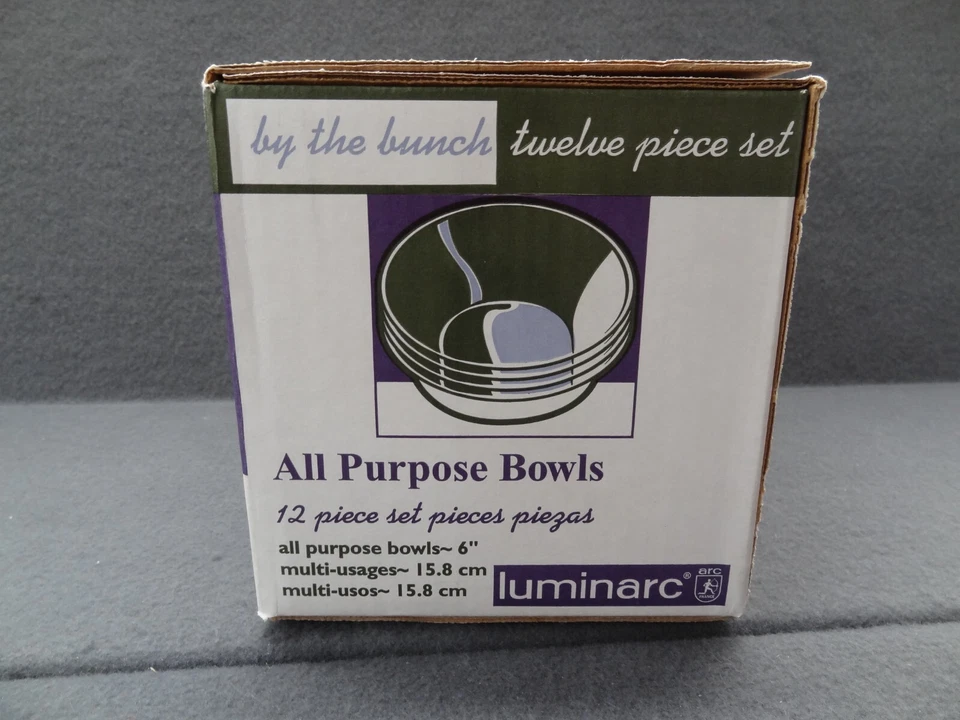 by the bunch twelve piece set
All Purpose Bowls
12 piece set pieces piezas
all purpose bowls~ 6"
multi-usages~ 15.8 cm
multi-usos~ 15.8 cm
luminarc®
arc
FRANCE